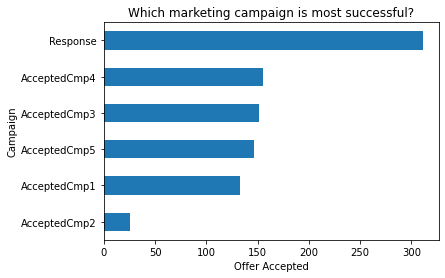 Which marketing campaign is most successful?
Response
AcceptedCmp4
AcceptedCmp3
AcceptedCmp5
AcceptedCmp1
AcceptedCmp2
Campaign
0 50 100 150 200 250 300
Offer Accepted